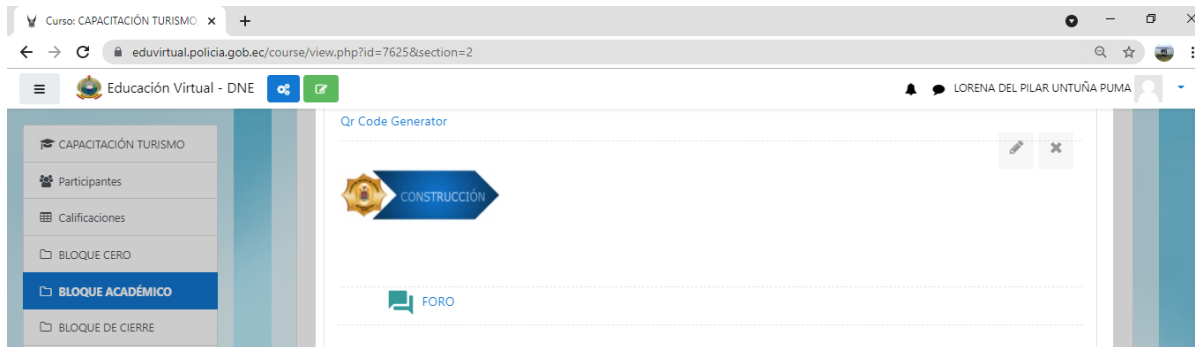 Curso: CAPACITACIÓN TURISMO,
eduvirtual.policia.gob.ec/course/view.php?id=7625&section=2
Educación Virtual - DNE
LORENA DEL PILAR UNTUÑA PUMA
CAPACITACIÓN TURISMO
Participantes
Calificaciones
BLOQUE CERO
BLOQUE ACADÉMICO
BLOQUE DE CIERRE
Qr Code Generator
CONSTRUCCIÓN
FORO